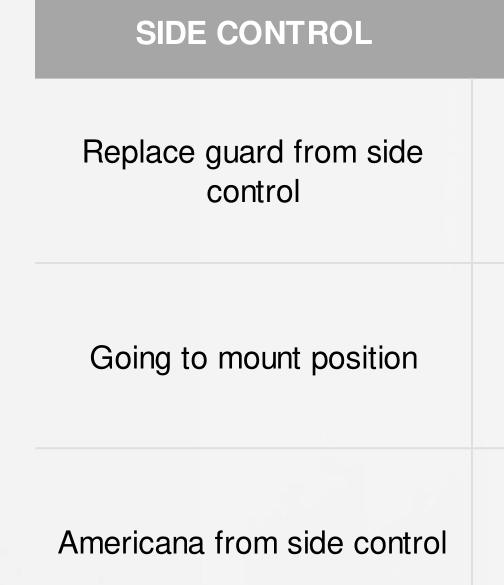 SIDE CONTROL
Replace guard from side
control
Going to mount position
Americana from side control